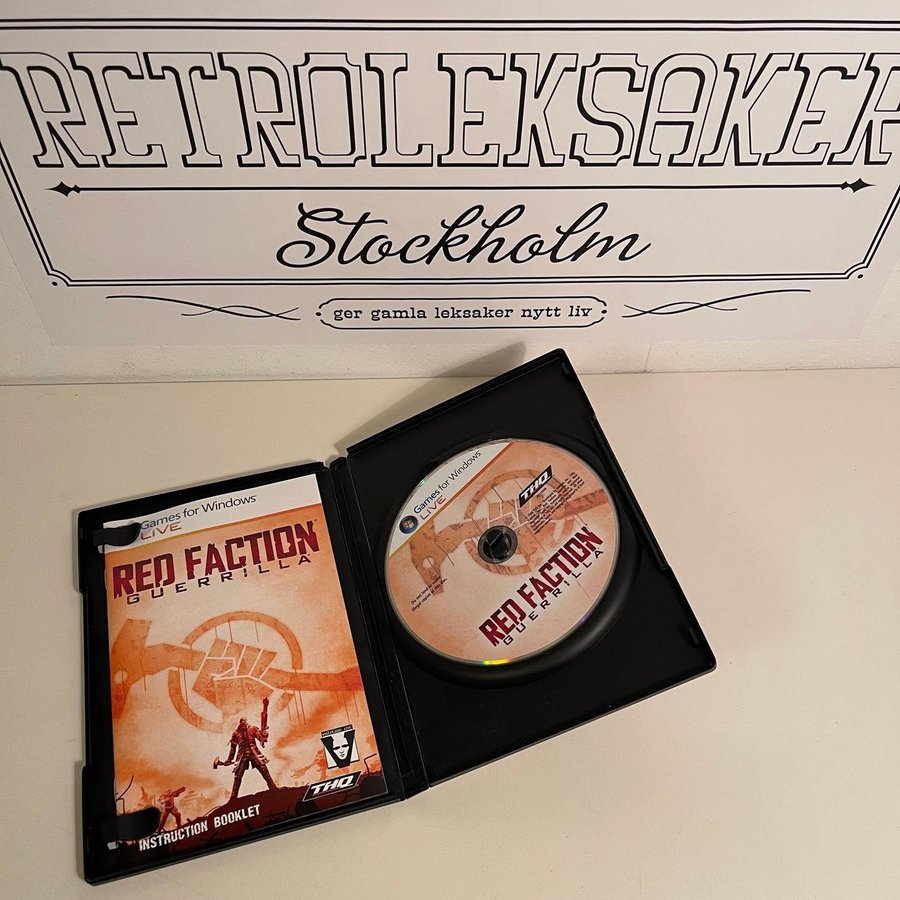 RETROLEKSAKER
Stockholm
ger gamla leksaker nytt liv
Games for Windows
LIVE
RED FACTION
GUERRILLA
THQ
INSTRUCTION BOOKLET
Games for Windows
LIVE
THQ
RED FACTION
GUERRILLA